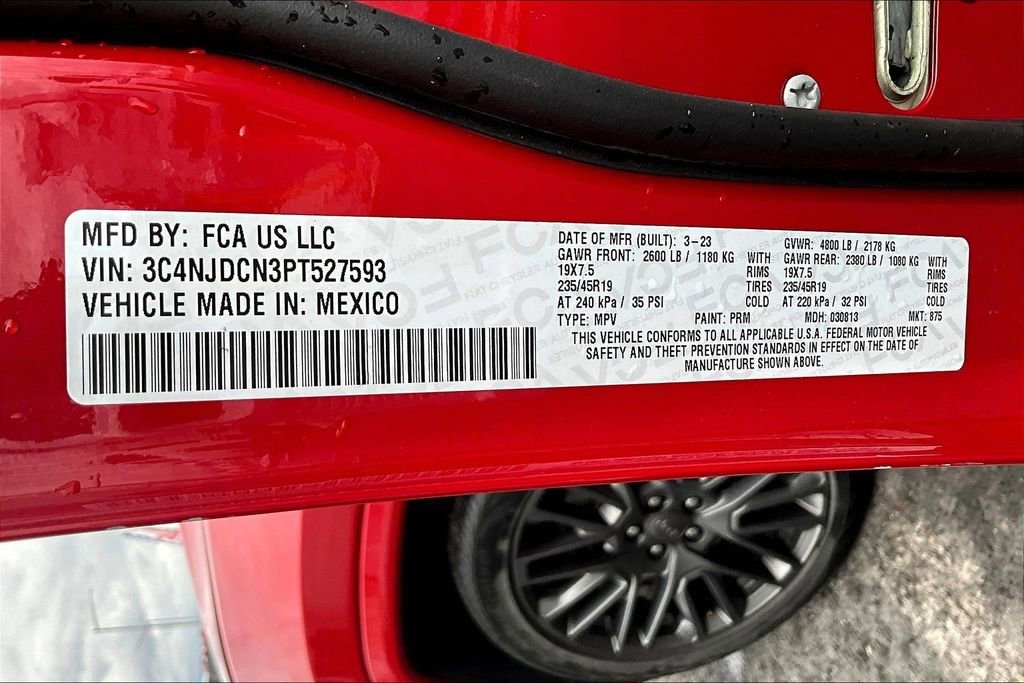 MFD BY: FCA US LLC
VIN: 3C4NJDCN3PT527593
VEHICLE MADE IN: MEXICO
DATE OF MFR (BUILT): 3-23 GVWR: 4800 LB / 2178 KG
GAWR FRONT: 2600 LB / 1180 KG WITH GAWR REAR: 2380 LB / 1080 KG WITH
19X7.5 RIMS 19X7.5 RIMS
235/45R19 TIRES 235/45R19 TIRES
AT 240 kPa / 35 PSI COLD AT 220 kPa / 32 PSI COLD
TYPE: MPV PAINT: PRM MDH: 030813 MKT: 875
THIS VEHICLE CONFORMS TO ALL APPLICABLE U.S.A. FEDERAL MOTOR VEHICLE
SAFETY AND THEFT PREVENTION STANDARDS IN EFFECT ON THE DATE OF
MANUFACTURE SHOWN ABOVE.